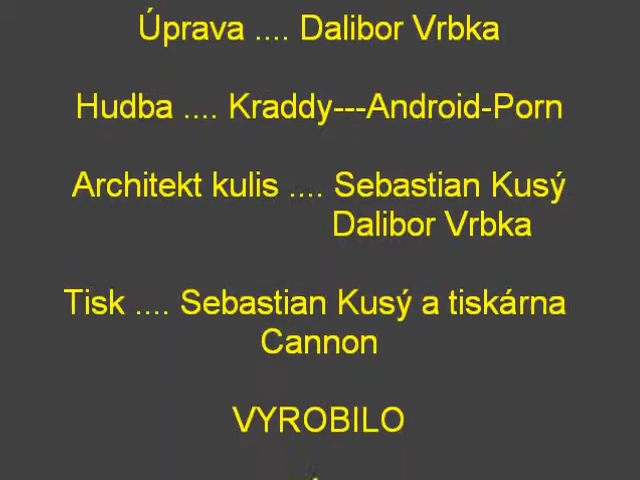 Úprava .... Dalibor Vrbka
Hudba .... Kraddy---Android-Porn
Architekt kulis .... Sebastian Kusý
Dalibor Vrbka
Tisk .... Sebastian Kusý a tiskárna
Cannon
VYROBILO